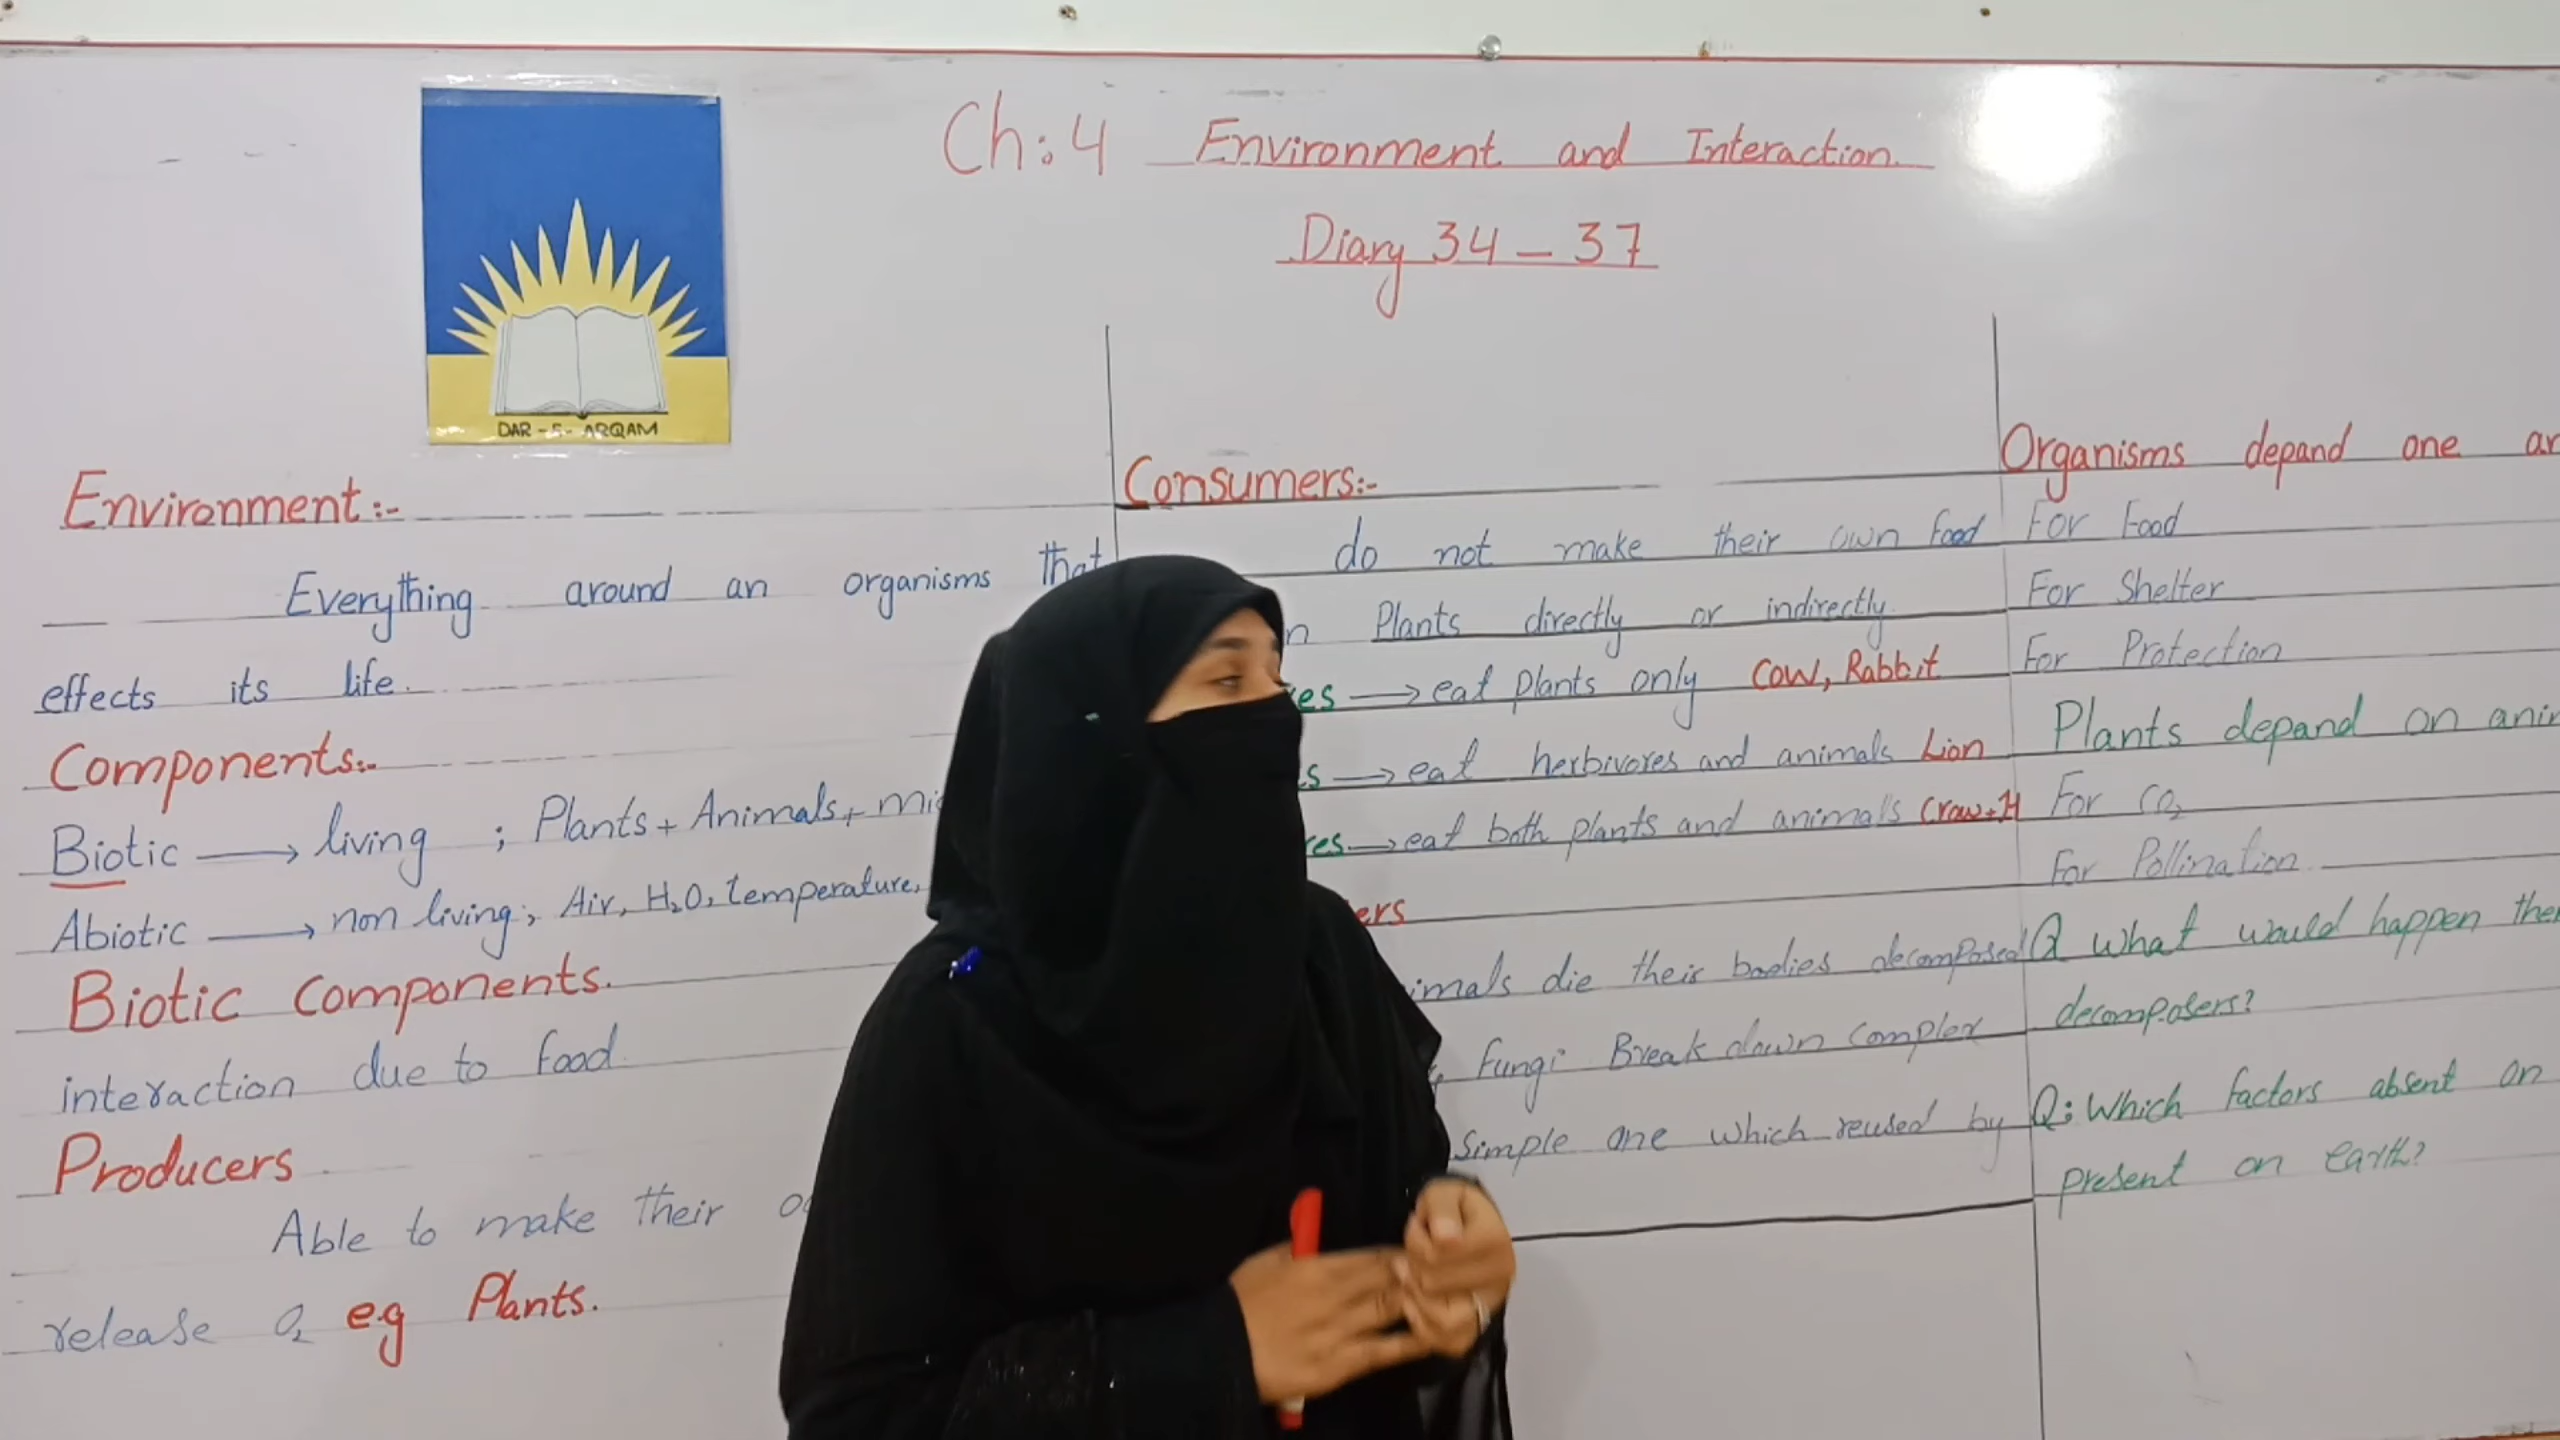 Ch:4 Environment and Interaction.
Diary 34 – 37
DAR-E-ARQAM
Environment:-
Everything around an organisms that
effects its life.
Components:-
Biotic → living ; Plants + Animals +
Abiotic → non living; Air, H₂O, temperature,
Biotic Components.
interaction due to food.
Producers
Able to make their
release O₂ e.g Plants.
Consumers:-
do not make their own food
Plants directly or indirectly.
→ eat plants only Cow, Rabbit
→ eat herbivores and animals Lion
→ eat both plants and animals Craw+H
die their bodies decomposed
Fungi Break down Complex
Simple one which reused by
Organisms depand one
For Food
For Shelter
For Protection
Plants depand on
For CO₂
For Pollination.
Q What would happen
decomposers?
Q: Which factors absent on
present on earth?